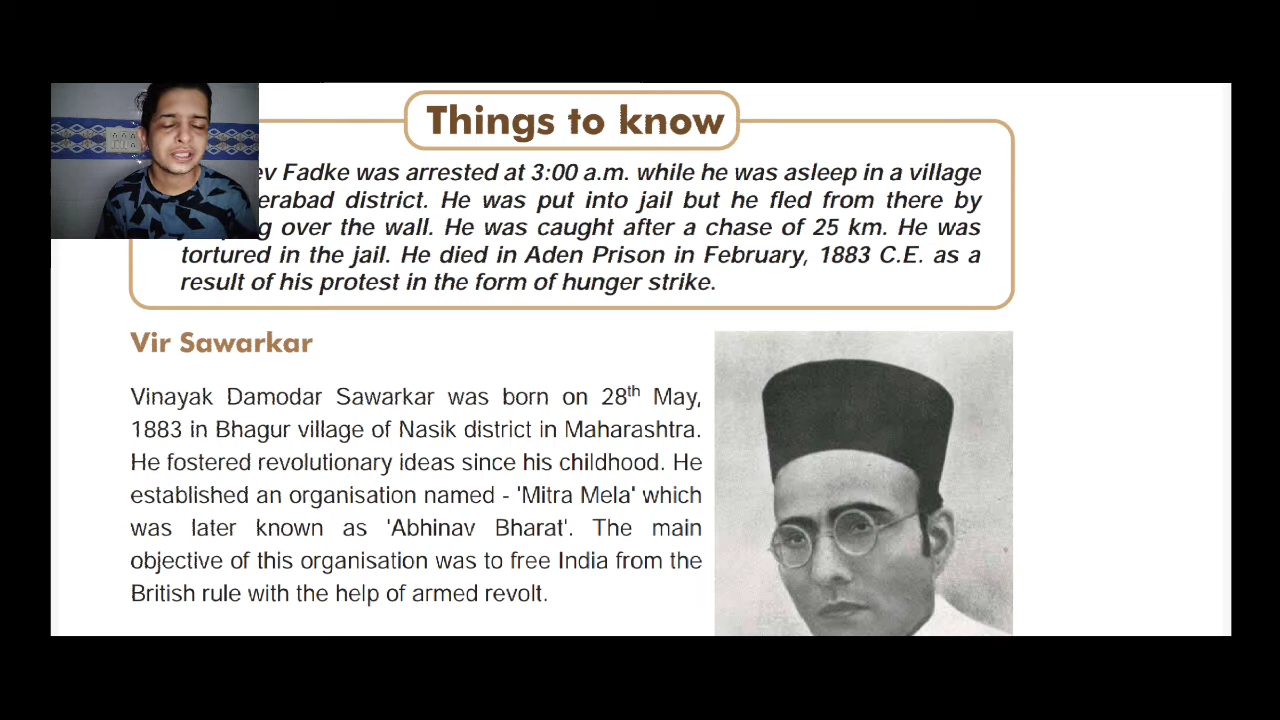 Things to know
Fadke was arrested at 3:00 a.m. while he was asleep in a village
district. He was put into jail but he fled from there by
over the wall. He was caught after a chase of 25 km. He was
tortured in the jail. He died in Aden Prison in February, 1883 C.E. as a
result of his protest in the form of hunger strike.
Vir Sawarkar
Vinayak Damodar Sawarkar was born on 28th May,
1883 in Bhagur village of Nasik district in Maharashtra.
He fostered revolutionary ideas since his childhood. He
established an organisation named - 'Mitra Mela' which
was later known as 'Abhinav Bharat'. The main
objective of this organisation was to free India from the
British rule with the help of armed revolt.